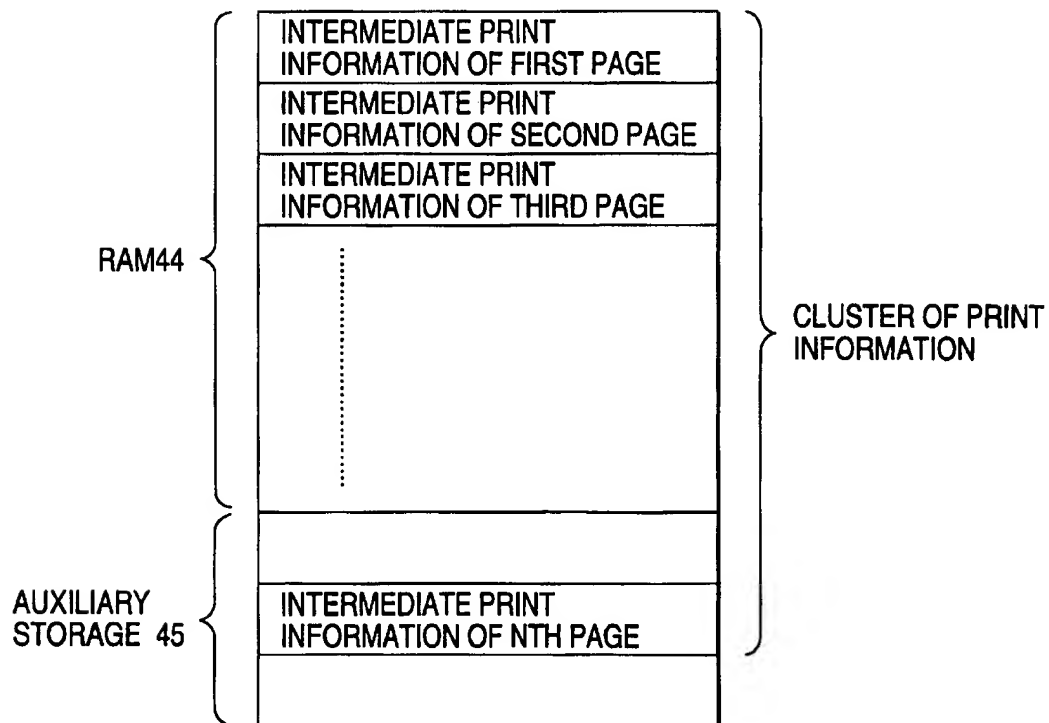 INTERMEDIATE PRINT
INFORMATION OF FIRST PAGE
INTERMEDIATE PRINT
INFORMATION OF SECOND PAGE
INTERMEDIATE PRINT
INFORMATION OF THIRD PAGE
RAM44
CLUSTER OF PRINT
INFORMATION
AUXILIARY
STORAGE 45
INTERMEDIATE PRINT
INFORMATION OF NTH PAGE